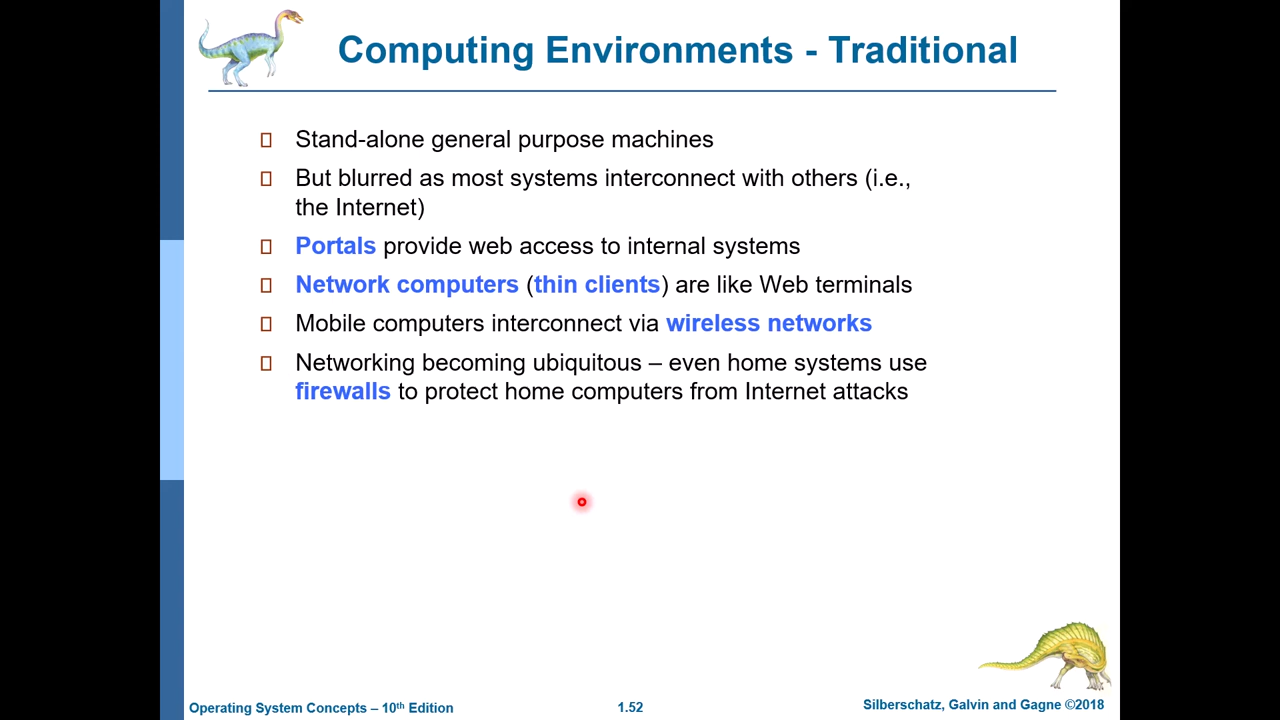 Computing Environments - Traditional
Stand-alone general purpose machines
But blurred as most systems interconnect with others (i.e.,
the Internet)
Portals provide web access to internal systems
Network computers (thin clients) are like Web terminals
Mobile computers interconnect via wireless networks
Networking becoming ubiquitous – even home systems use
firewalls to protect home computers from Internet attacks
Operating System Concepts – 10th Edition
1.52
Silberschatz, Galvin and Gagne ©2018